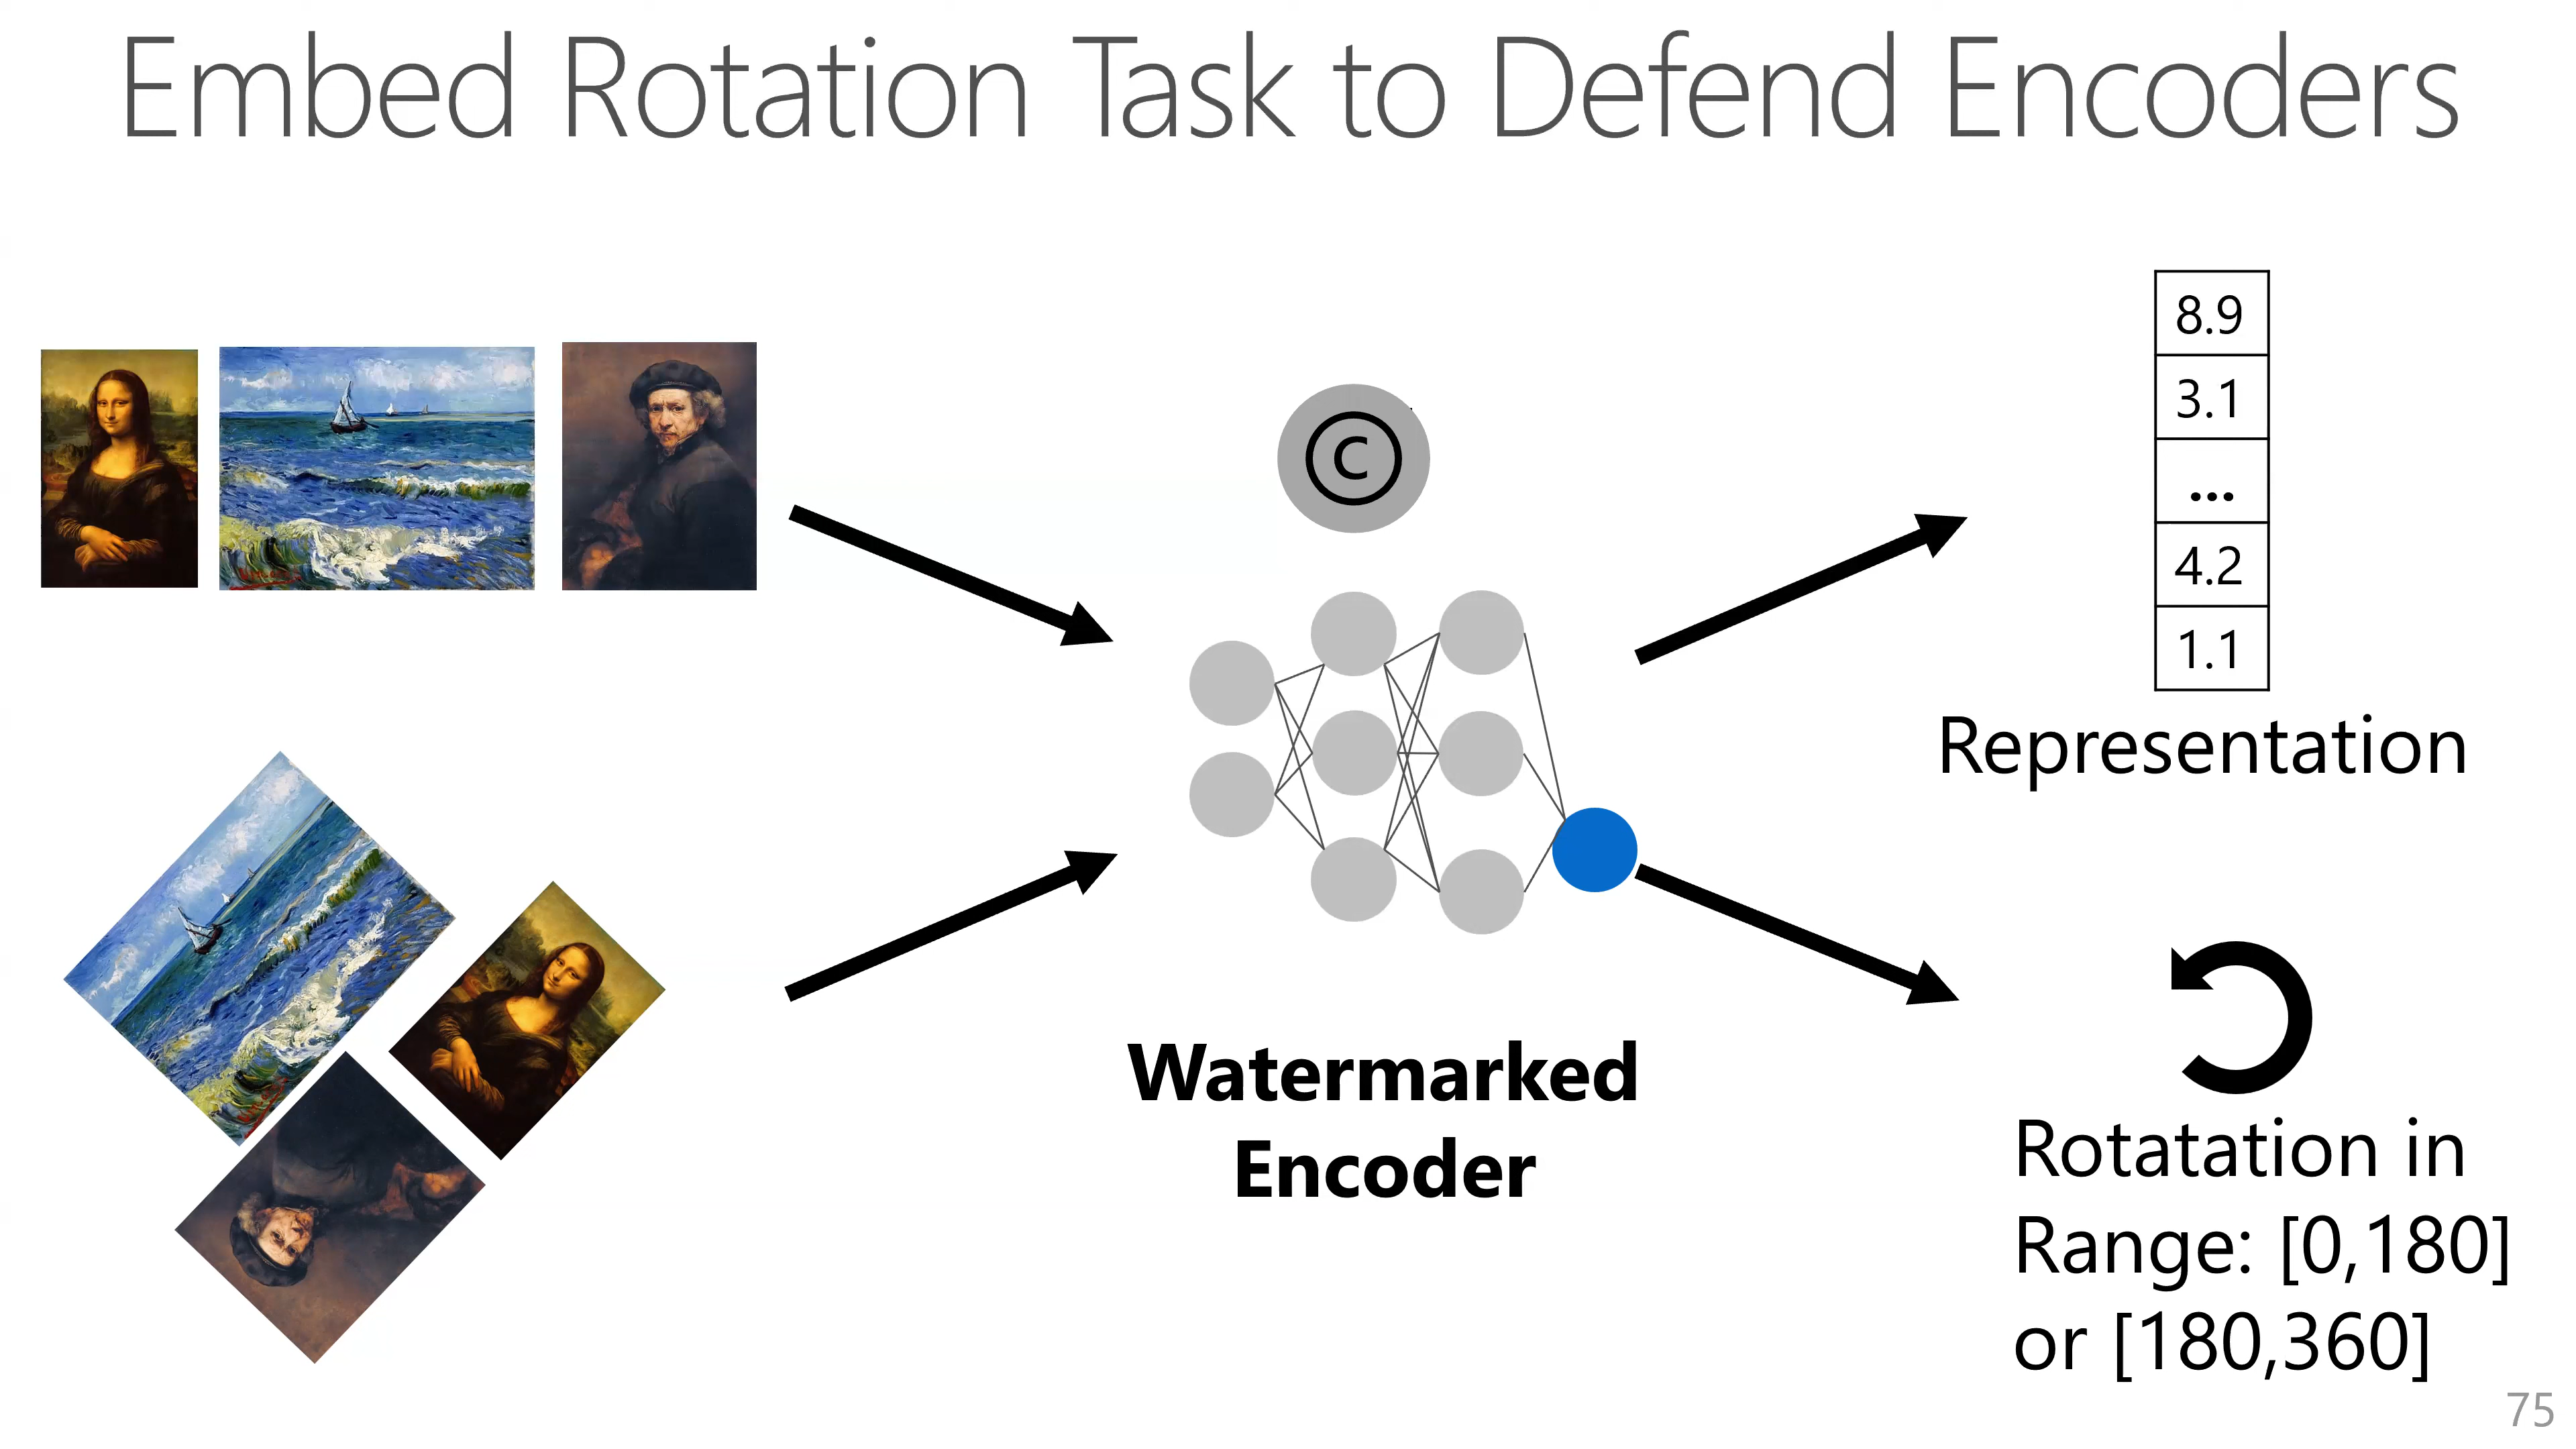 Embed Rotation Task to Defend Encoders
©
8.9
3.1
...
4.2
1.1
Representation
Watermarked
Encoder
Rotatation in
Range: [0,180]
or [180,360]
75